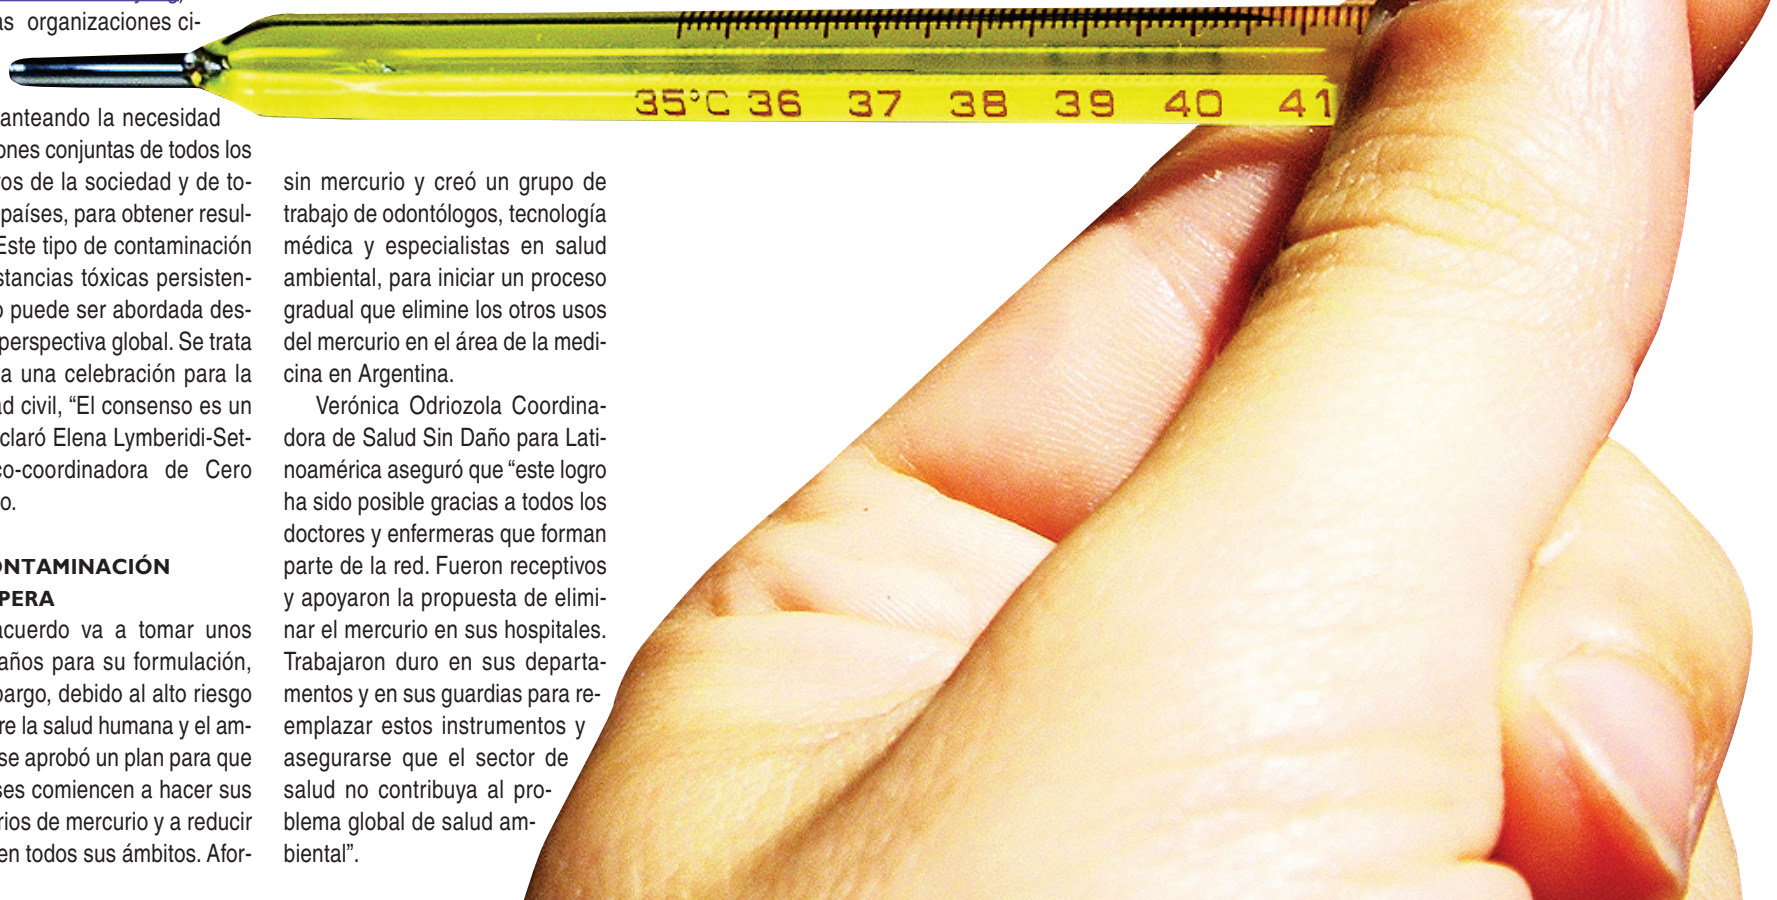 as organizaciones ci-
anteando la necesidad
ones conjuntas de todos los
os de la sociedad y de to-
países, para obtener resul-
Este tipo de contaminación
stancias tóxicas persisten-
o puede ser abordada des-
perspectiva global. Se trata
a una celebración para la
ad civil, “El consenso es un
claró Elena Lymberidi-Set-
co-coordinadora de Cero
o.
ONTAMINACIÓN
PERA
acuerdo va a tomar unos
años para su formulación,
bargo, debido al alto riesgo
re la salud humana y el am-
se aprobó un plan para que
ses comiencen a hacer sus
rios de mercurio y a reducir
en todos sus ámbitos. Afor-
sin mercurio y creó un grupo de
trabajo de odontólogos, tecnología
médica y especialistas en salud
ambiental, para iniciar un proceso
gradual que elimine los otros usos
del mercurio en el área de la medi-
cina en Argentina.
Verónica Odriozola Coordina-
dora de Salud Sin Daño para Lati-
noamérica aseguró que “este logro
ha sido posible gracias a todos los
doctores y enfermeras que forman
parte de la red. Fueron receptivos
y apoyaron la propuesta de elimi-
nar el mercurio en sus hospitales.
Trabajaron duro en sus departa-
mentos y en sus guardias para re-
emplazar estos instrumentos y
asegurarse que el sector de
salud no contribuya al pro-
blema global de salud am-
biental”.
35°C 36 37 38 39 40 41